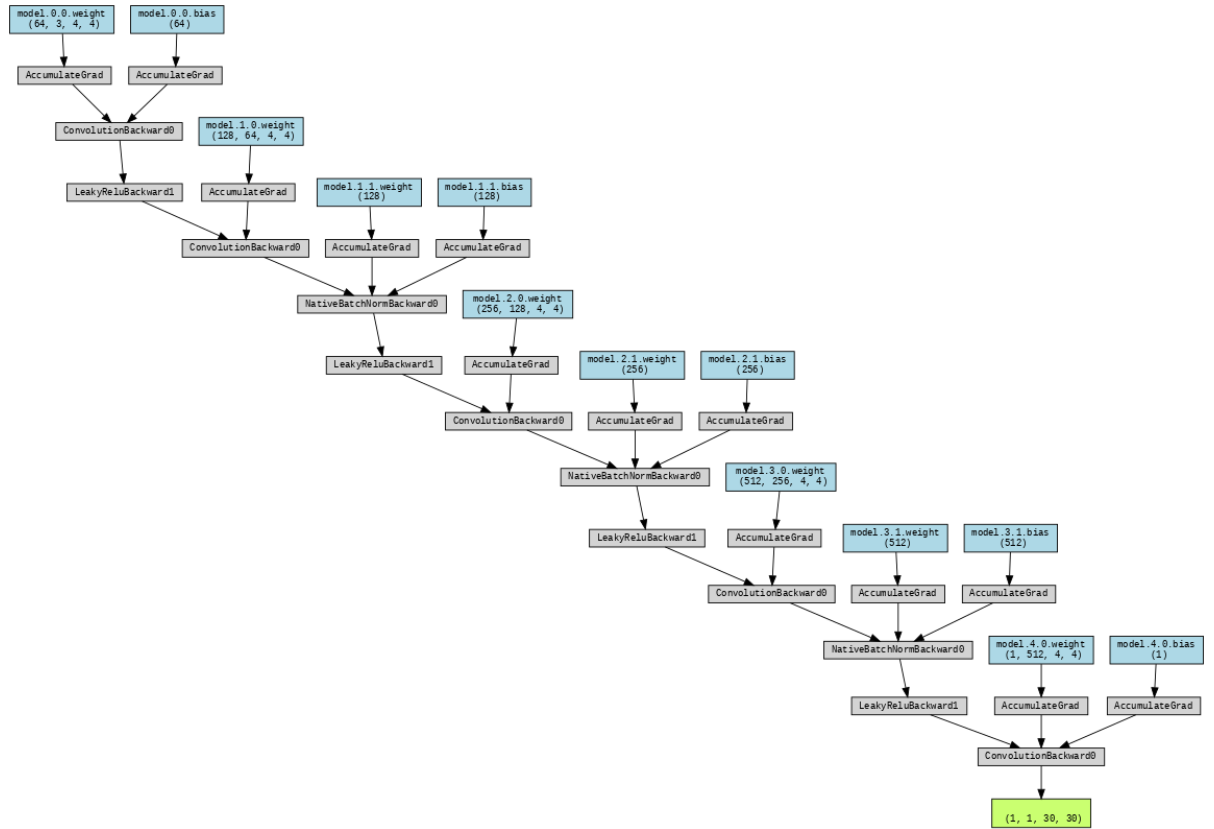 model.0.0.weight
(64, 3, 4, 4)
model.0.0.bias
(64)
AccumulateGrad
AccumulateGrad
ConvolutionBackward0
model.1.0.weight
(128, 64, 4, 4)
LeakyReluBackward1
AccumulateGrad
model.1.1.weight
(128)
model.1.1.bias
(128)
ConvolutionBackward0
AccumulateGrad
AccumulateGrad
NativeBatchNormBackward0
model.2.0.weight
(256, 128, 4, 4)
LeakyReluBackward1
AccumulateGrad
model.2.1.weight
(256)
model.2.1.bias
(256)
ConvolutionBackward0
AccumulateGrad
AccumulateGrad
NativeBatchNormBackward0
model.3.0.weight
(512, 256, 4, 4)
LeakyReluBackward1
AccumulateGrad
model.3.1.weight
(512)
model.3.1.bias
(512)
ConvolutionBackward0
AccumulateGrad
AccumulateGrad
NativeBatchNormBackward0
model.4.0.weight
(1, 512, 4, 4)
model.4.0.bias
(1)
LeakyReluBackward1
AccumulateGrad
AccumulateGrad
ConvolutionBackward0
(1, 1, 30, 30)